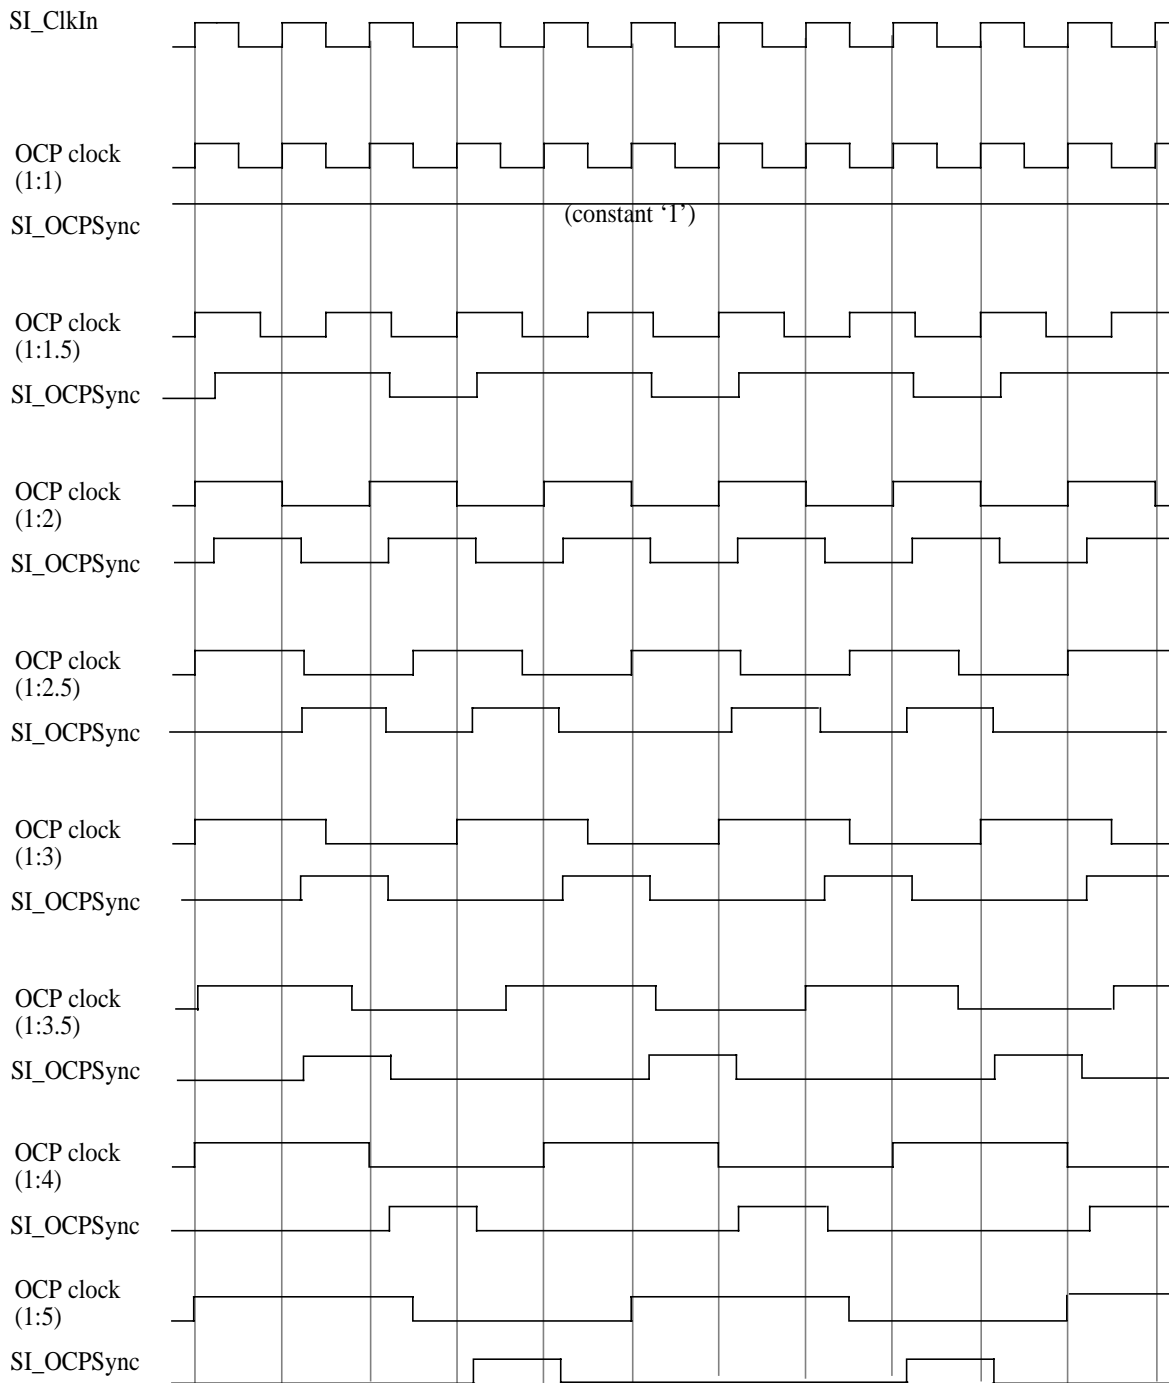 SI_ClkIn
OCP clock
(1:1)
SI_OCPSync
(constant ‘1’)
OCP clock
(1:1.5)
SI_OCPSync
OCP clock
(1:2)
SI_OCPSync
OCP clock
(1:2.5)
SI_OCPSync
OCP clock
(1:3)
SI_OCPSync
OCP clock
(1:3.5)
SI_OCPSync
OCP clock
(1:4)
SI_OCPSync
OCP clock
(1:5)
SI_OCPSync